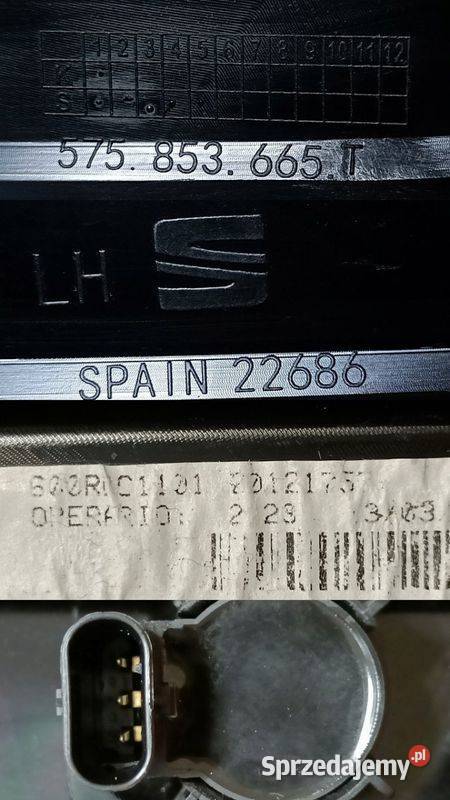 1 2 3 4 5 6 7 8 9 10 11 12
K
S
575. 853. 665. T
LH
SPAIN 22686
OPERARIO:
Sprzedajemy.pl